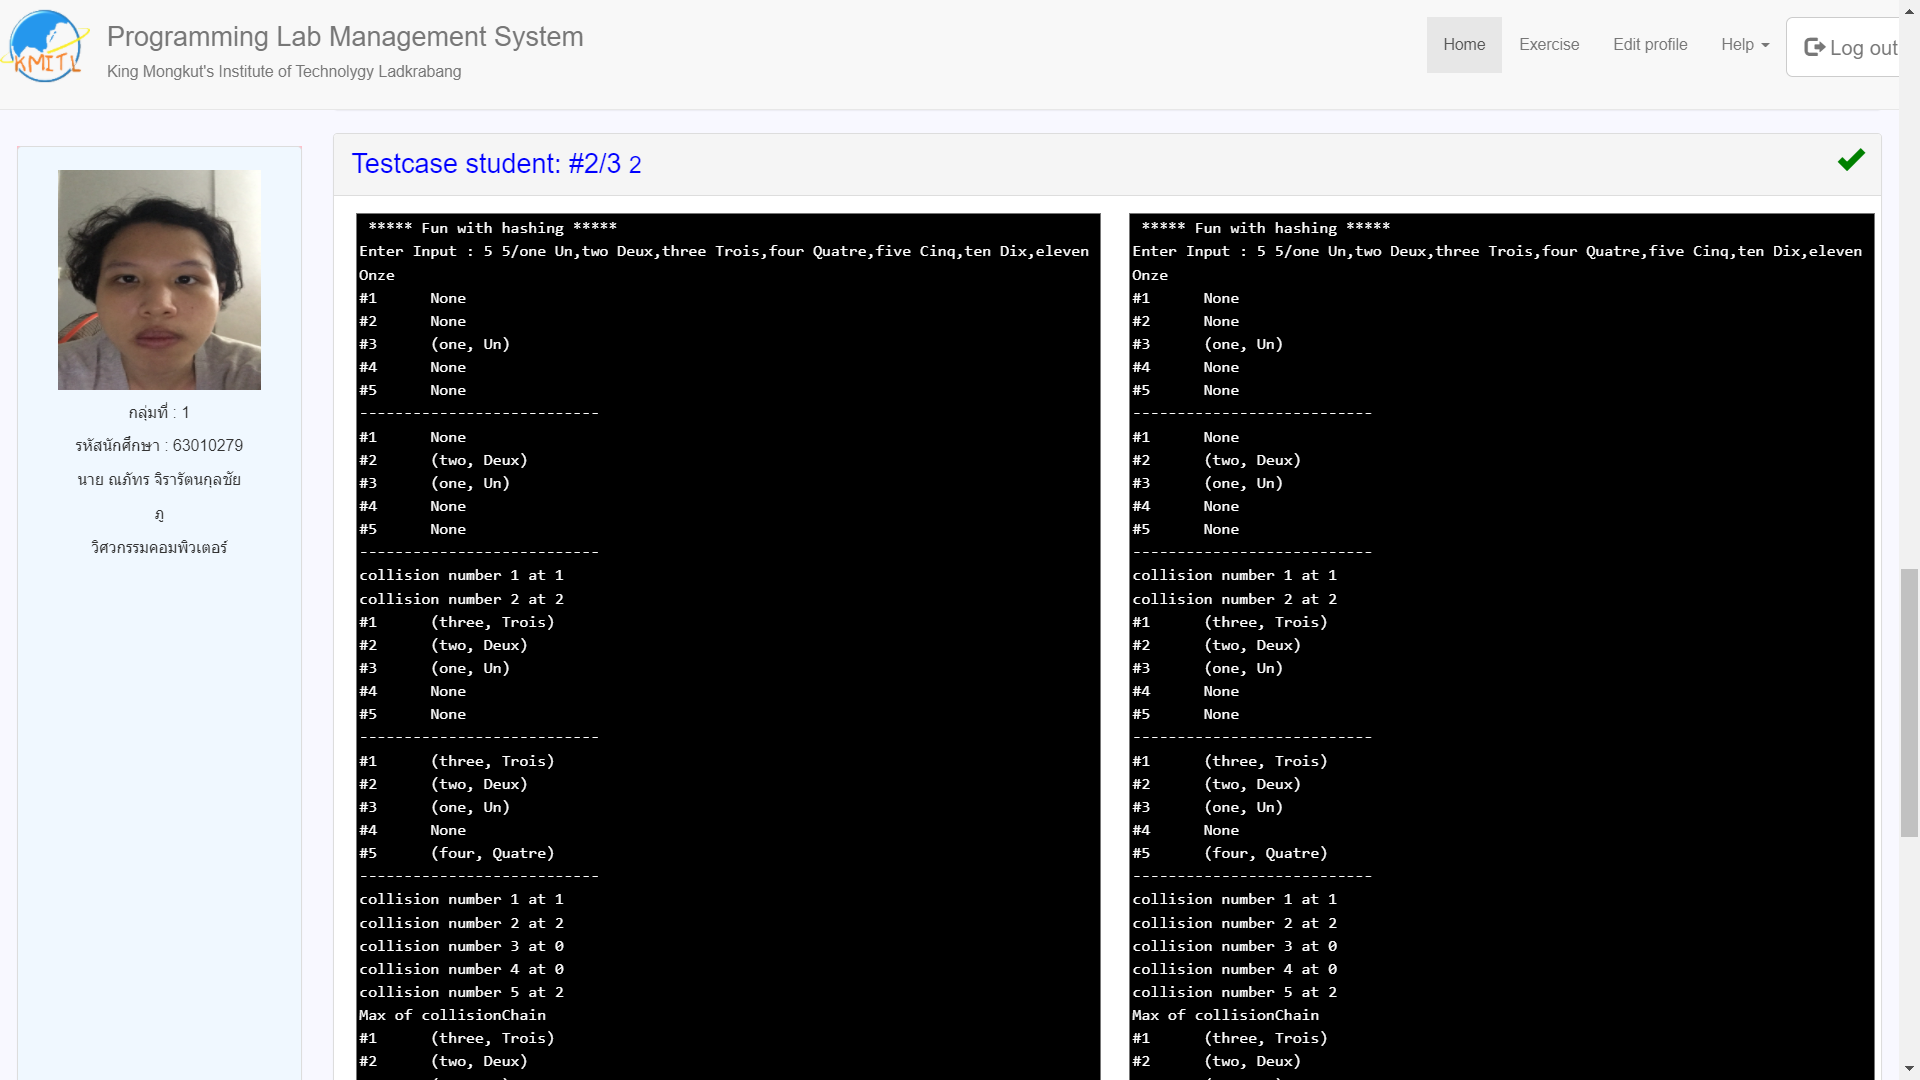 KMITL
Programming Lab Management System
King Mongkut's Institute of Technolygy Ladkrabang
Home
Exercise
Edit profile
Help
Log out
กลุ่มที่ : 1
รหัสนักศึกษา : 63010279
นาย ณภัทร จิรารัตนกุลชัย
ภู
วิศวกรรมคอมพิวเตอร์
Testcase student: #2/3 2
***** Fun with hashing *****
Enter Input : 5 5/one Un,two Deux,three Trois,four Quatre,five Cinq,ten Dix,eleven
Onze
#1 None
#2 None
#3 (one, Un)
#4 None
#5 None
---------------------------
#1 None
#2 (two, Deux)
#3 (one, Un)
#4 None
#5 None
---------------------------
collision number 1 at 1
collision number 2 at 2
#1 (three, Trois)
#2 (two, Deux)
#3 (one, Un)
#4 None
#5 None
---------------------------
#1 (three, Trois)
#2 (two, Deux)
#3 (one, Un)
#4 None
#5 (four, Quatre)
---------------------------
collision number 1 at 1
collision number 2 at 2
collision number 3 at 0
collision number 4 at 0
collision number 5 at 2
Max of collisionChain
#1 (three, Trois)
#2 (two, Deux)
***** Fun with hashing *****
Enter Input : 5 5/one Un,two Deux,three Trois,four Quatre,five Cinq,ten Dix,eleven
Onze
#1 None
#2 None
#3 (one, Un)
#4 None
#5 None
---------------------------
#1 None
#2 (two, Deux)
#3 (one, Un)
#4 None
#5 None
---------------------------
collision number 1 at 1
collision number 2 at 2
#1 (three, Trois)
#2 (two, Deux)
#3 (one, Un)
#4 None
#5 None
---------------------------
#1 (three, Trois)
#2 (two, Deux)
#3 (one, Un)
#4 None
#5 (four, Quatre)
---------------------------
collision number 1 at 1
collision number 2 at 2
collision number 3 at 0
collision number 4 at 0
collision number 5 at 2
Max of collisionChain
#1 (three, Trois)
#2 (two, Deux)